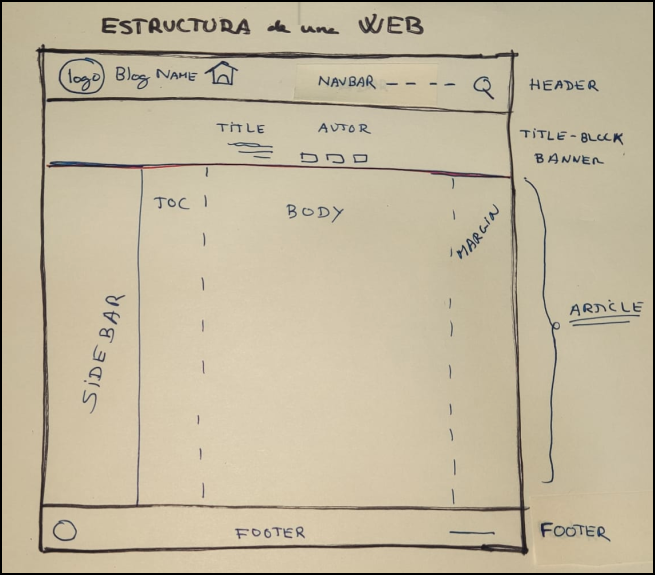 ESTRUCTURA de una WEB
logo Blog NAME NAVBAR HEADER
TITLE AUTOR
TITLE-BLOCK
BANNER
TOC BODY MARGIN
SIDEBAR
ARTICLE
FOOTER FOOTER